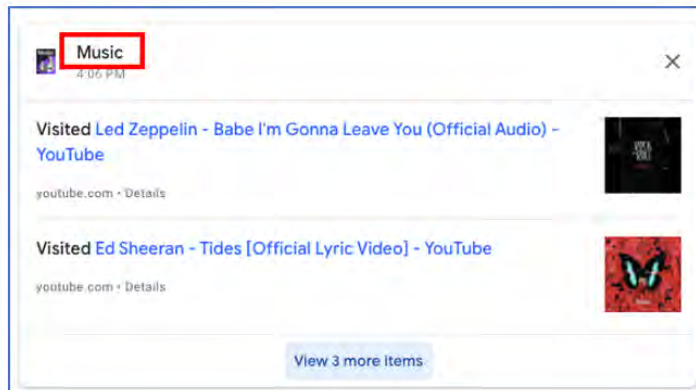 Music
4:06 PM
Visited Led Zeppelin - Babe I'm Gonna Leave You (Official Audio) -
YouTube
youtube.com • Details
Visited Ed Sheeran - Tides [Official Lyric Video] - YouTube
youtube.com • Details
View 3 more items